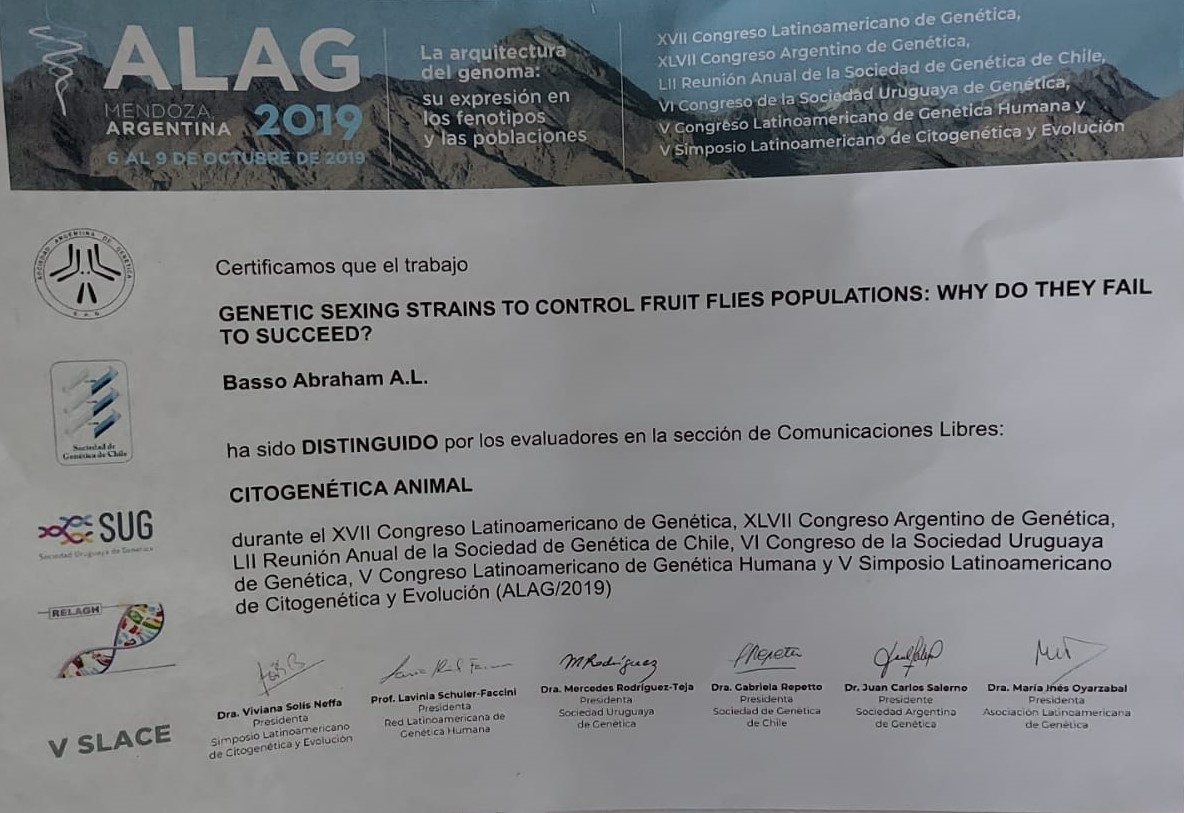 ALAG
MENDOZA
ARGENTINA 2019
6 AL 9 DE OCTUBRE DE 2019
La arquitectura
del genoma:
su expresión en
los fenotipos
y las poblaciones
XVII Congreso Latinoamericano de Genética,
XLVII Congreso Argentino de Genética,
LII Reunión Anual de la Sociedad de Genética de Chile,
VI Congreso de la Sociedad Uruguaya de Genética,
V Congreso Latinoamericano de Genética Humana y
V Simposio Latinoamericano de Citogenética y Evolución
SOCIEDAD ARGENTINA DE GENETICA
S.A.G.
Certificamos que el trabajo
GENETIC SEXING STRAINS TO CONTROL FRUIT FLIES POPULATIONS: WHY DO THEY FAIL
TO SUCCEED?
Basso Abraham A.L.
Sociedad de
Genética de Chile
ha sido DISTINGUIDO por los evaluadores en la sección de Comunicaciones Libres:
CITOGENÉTICA ANIMAL
SUG
Sociedad Uruguaya de Genética
durante el XVII Congreso Latinoamericano de Genética, XLVII Congreso Argentino de Genética,
LII Reunión Anual de la Sociedad de Genética de Chile, VI Congreso de la Sociedad Uruguaya
de Genética, V Congreso Latinoamericano de Genética Humana y V Simposio Latinoamericano
de Citogenética y Evolución (ALAG/2019)
RELAGH
V SLACE
Dra. Viviana Solís Neffa
Presidenta
Simposio Latinoamericano
de Citogenética y Evolución
Prof. Lavinia Schuler-Faccini
Presidenta
Red Latinoamericana de
Genética Humana
MRodríguez
Dra. Mercedes Rodríguez-Teja
Presidenta
Sociedad Uruguaya
de Genética
Dra. Gabriela Repetto
Presidenta
Sociedad de Genética
de Chile
Dr. Juan Carlos Salerno
Presidente
Sociedad Argentina
de Genética
Dra. María Inés Oyarzabal
Presidenta
Asociación Latinoamericana
de Genética